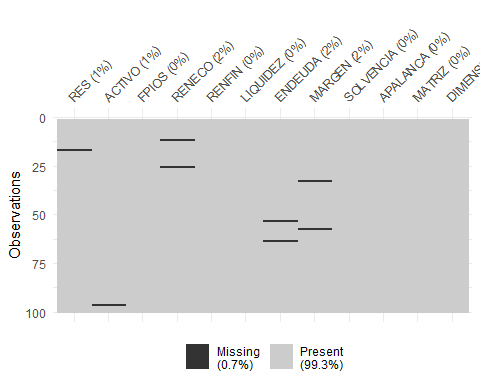 RES (1%)
ACTIVO (1%)
FPIOS (0%)
RENECO (2%)
RENFIN (0%)
LIQUIDEZ (0%)
ENDEUDA (2%)
MARGEN (2%)
SOLVENCIA (0%)
APALANCA (0%)
MATRIZ (0%)
DIMENS
0
25
50
75
100
Observations
Missing
(0.7%)
Present
(99.3%)